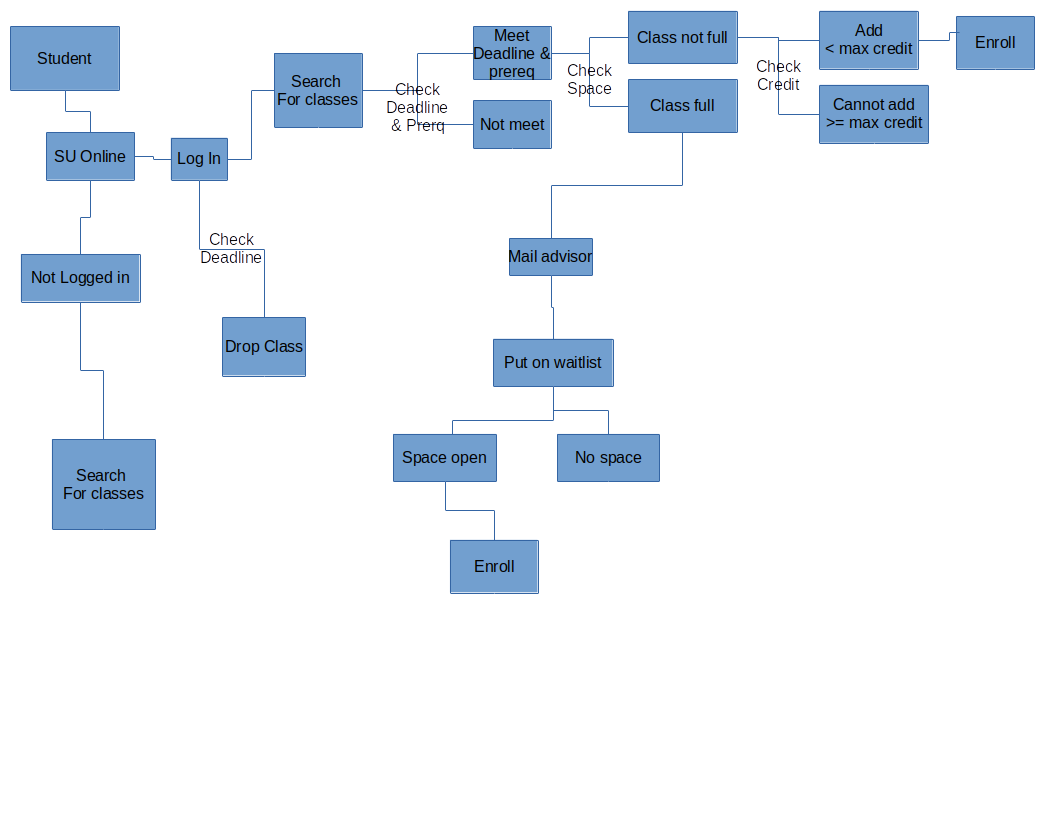 Student
SU Online
Log In
Search
For classes
Check
Deadline
& Prerq
Meet
Deadline &
prereq
Not meet
Check
Space
Class not full
Class full
Check
Credit
Add
< max credit
Cannot add
>= max credit
Enroll
Not Logged in
Search
For classes
Check
Deadline
Drop Class
Mail advisor
Put on waitlist
Space open
No space
Enroll